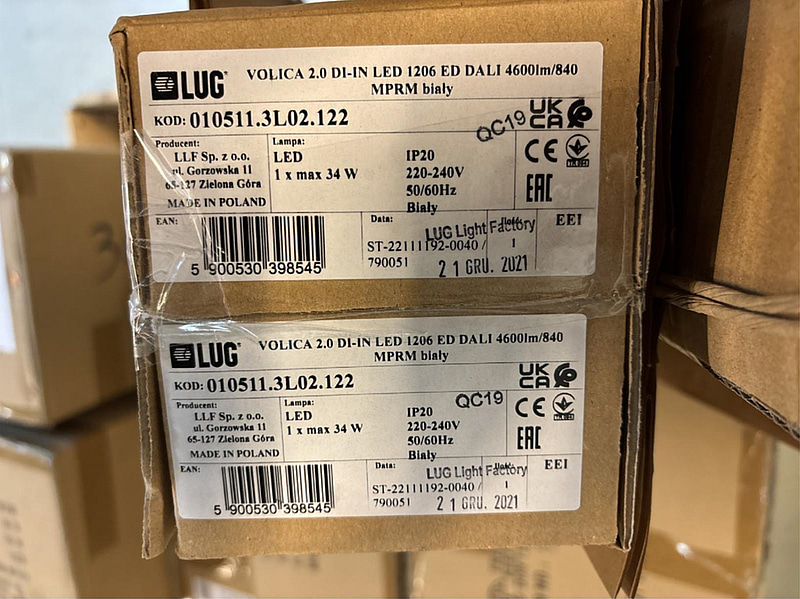 LUG
VOLICA 2.0 DI-IN LED 1206 ED DALI 4600lm/840
MPRM biały
KOD: 010511.3L02.122
QC19
UK
CA
Producent:
LLF Sp. z o.o.
ul. Gorzowska 11
65-127 Zielona Góra
MADE IN POLAND
Lampa:
LED
1 x max 34 W
IP20
220-240V
50/60Hz
Biały
CE
EAC
EAN:
5 900530 398545
Data:
LUG Light Factory
ST-22111192-0040 /
1
790051
21 GRU. 2021
EEI
LUG
VOLICA 2.0 DI-IN LED 1206 ED DALI 4600lm/840
MPRM biały
KOD: 010511.3L02.122
QC19
UK
CA
Producent:
LLF Sp. z o.o.
ul. Gorzowska 11
65-127 Zielona Góra
MADE IN POLAND
Lampa:
LED
1 x max 34 W
IP20
220-240V
50/60Hz
Biały
CE
EAC
EAN:
5 900530 398545
Data:
LUG Light Factory
ST-22111192-0040 /
1
790051
21 GRU. 2021
EEI
3